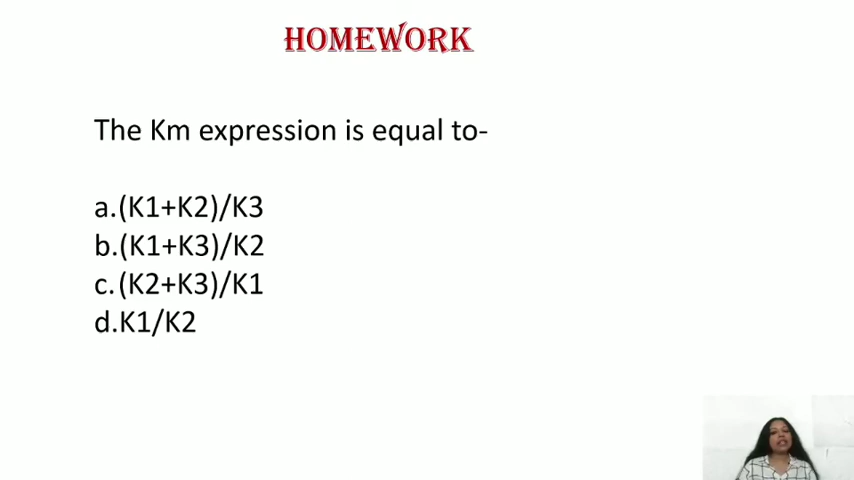 HOMEWORK
The Km expression is equal to-
a.(K1+K2)/K3
b.(K1+K3)/K2
c.(K2+K3)/K1
d.K1/K2